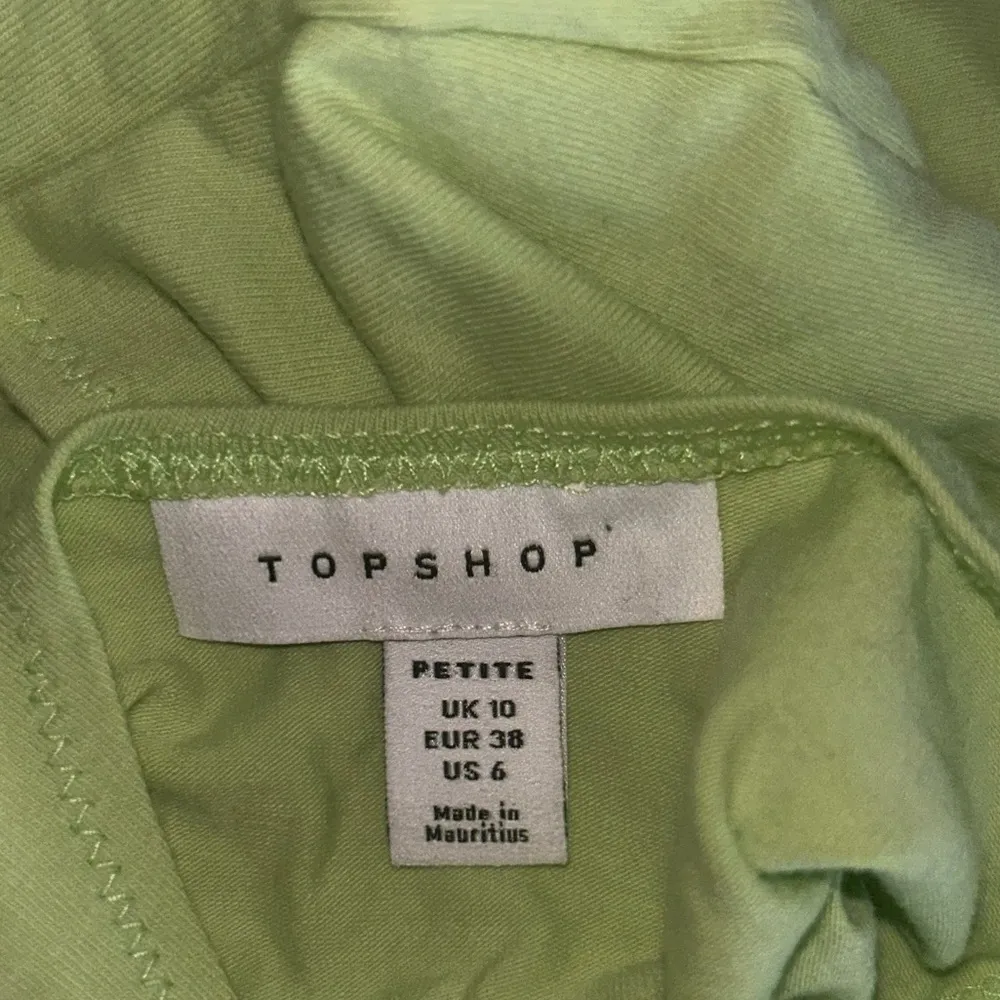 TOPSHOP
PETITE
UK 10
EUR 38
US 6
Made in
Mauritius